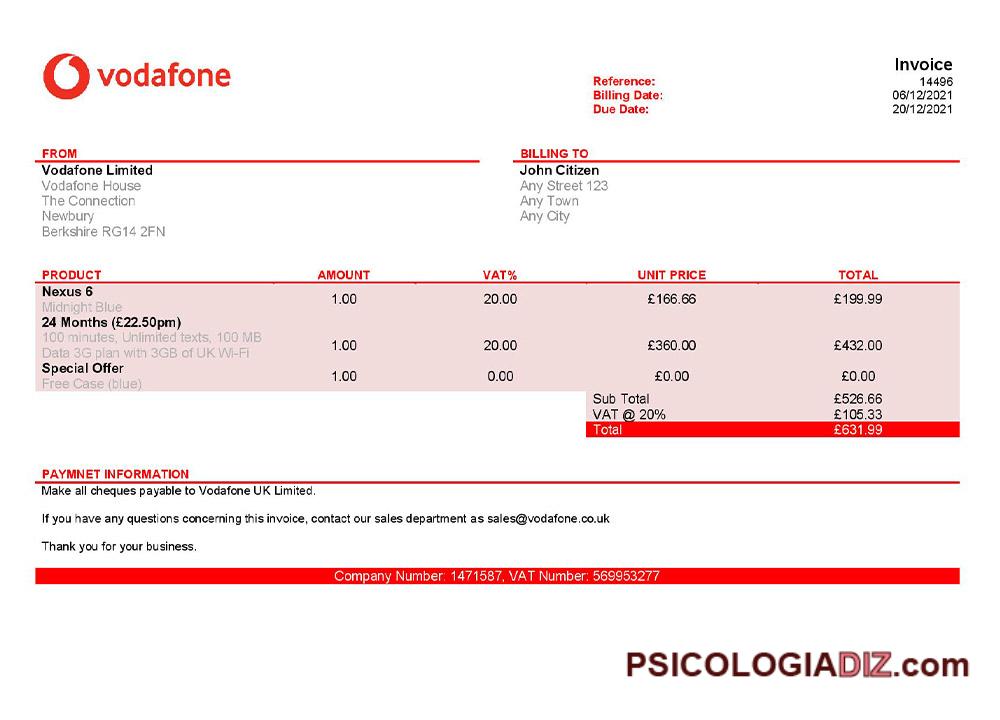 vodafone
Invoice
Reference: 14496
Billing Date: 06/12/2021
Due Date: 20/12/2021
FROM
Vodafone Limited
Vodafone House
The Connection
Newbury
Berkshire RG14 2FN
BILLING TO
John Citizen
Any Street 123
Any Town
Any City
PRODUCT AMOUNT VAT% UNIT PRICE TOTAL
Nexus 6
Midnight Blue
1.00 20.00 £166.66 £199.99
24 Months (£22.50pm)
100 minutes, Unlimited texts, 100 MB
Data 3G plan with 3GB of UK Wi-Fi
1.00 20.00 £360.00 £432.00
Special Offer
Free Case (blue)
1.00 0.00 £0.00 £0.00
Sub Total £526.66
VAT @ 20% £105.33
Total £631.99
PAYMNET INFORMATION
Make all cheques payable to Vodafone UK Limited.
If you have any questions concerning this invoice, contact our sales department as sales@vodafone.co.uk
Thank you for your business.
Company Number: 1471587, VAT Number: 569953277
PSICOLOGIADIZ.com